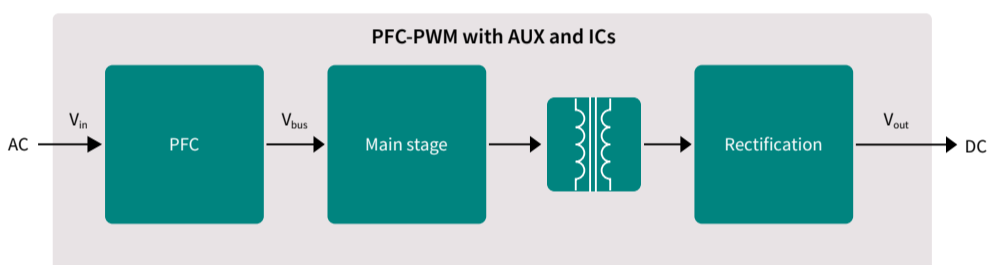 PFC-PWM with AUX and ICs
AC
Vin
PFC
Vbus
Main stage
Rectification
Vout
DC